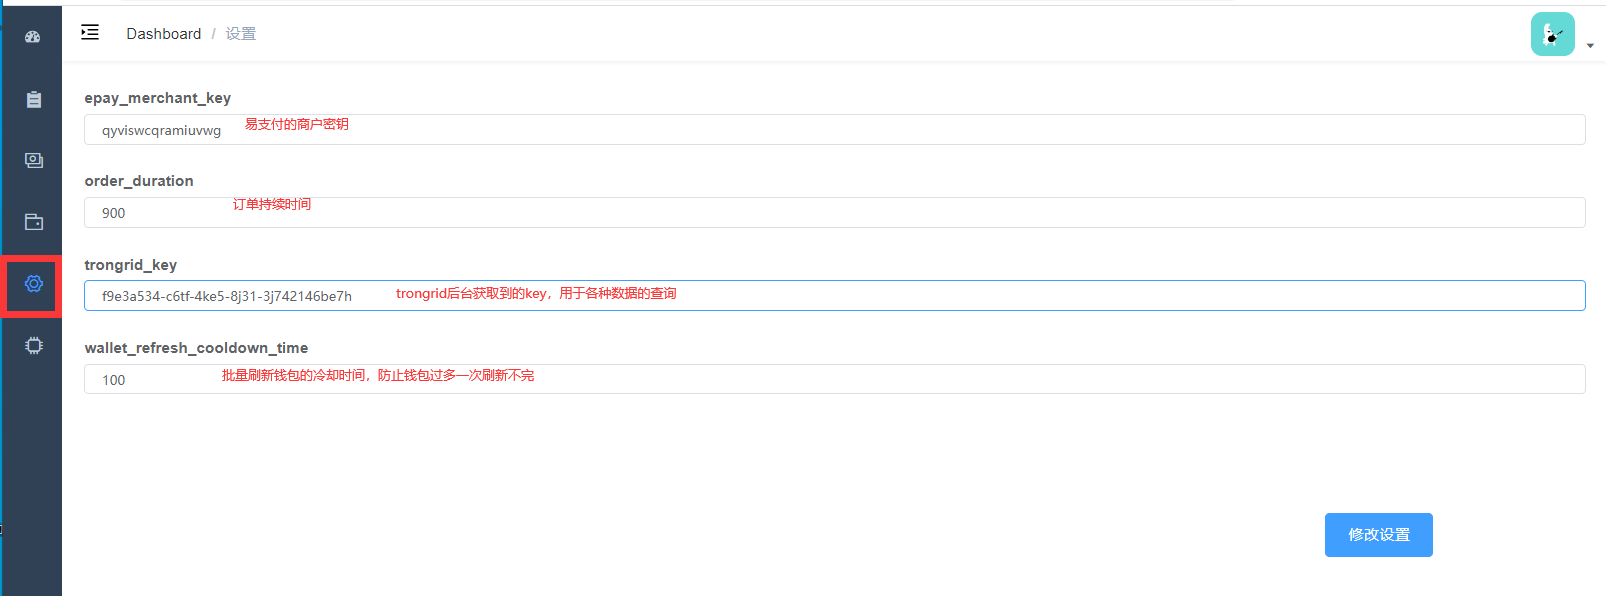 Dashboard / 设置
epay_merchant_key
qyviswcqramiuvwg 易支付的商户密钥
order_duration
900 订单持续时间
trongrid_key
f9e3a534-c6tf-4ke5-8j31-3j742146be7h trongrid后台获取到的key，用于各种数据的查询
wallet_refresh_cooldown_time
100 批量刷新钱包的冷却时间，防止钱包过多一次刷新不完
修改设置